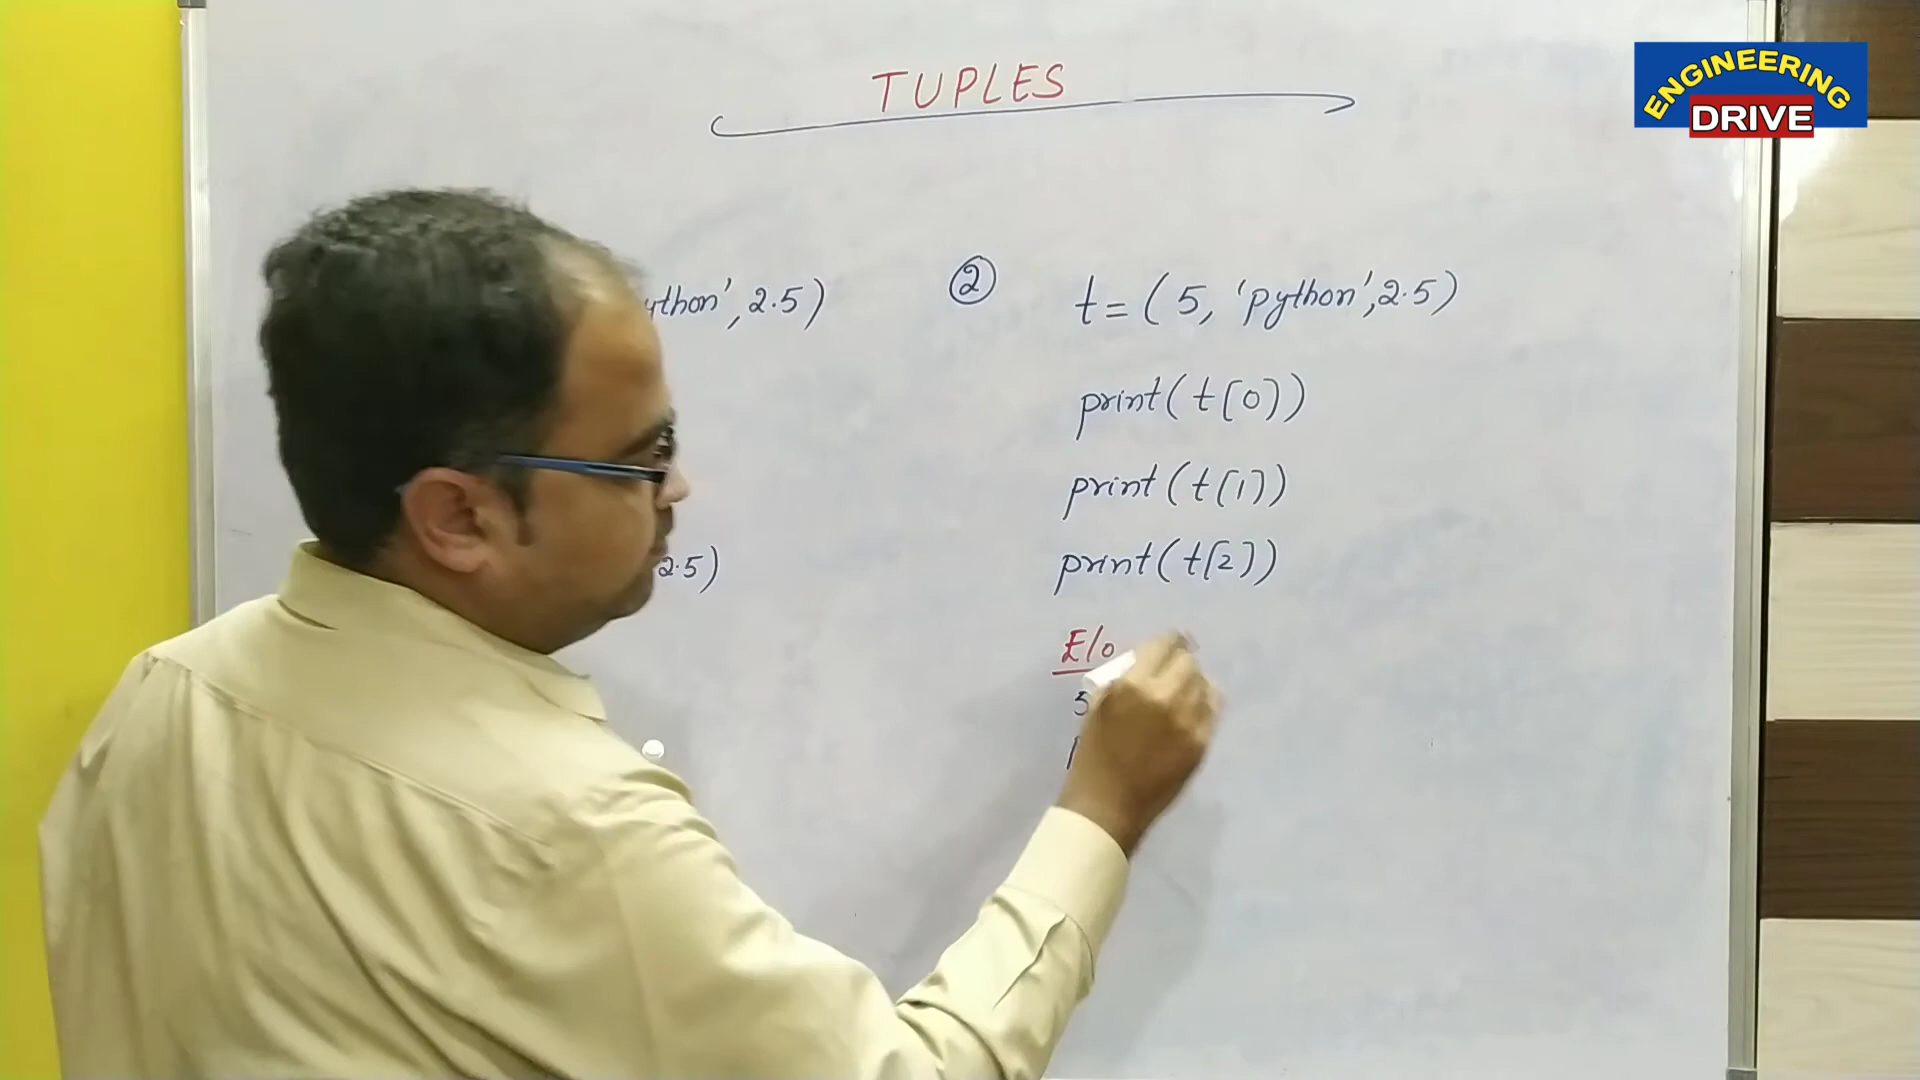 TUPLES
ENGINEERING
DRIVE
ython', 2.5)
2.5)
② t = ( 5, 'python', 2.5)
print( t[0])
print( t[1])
print( t[2])
E/o
5